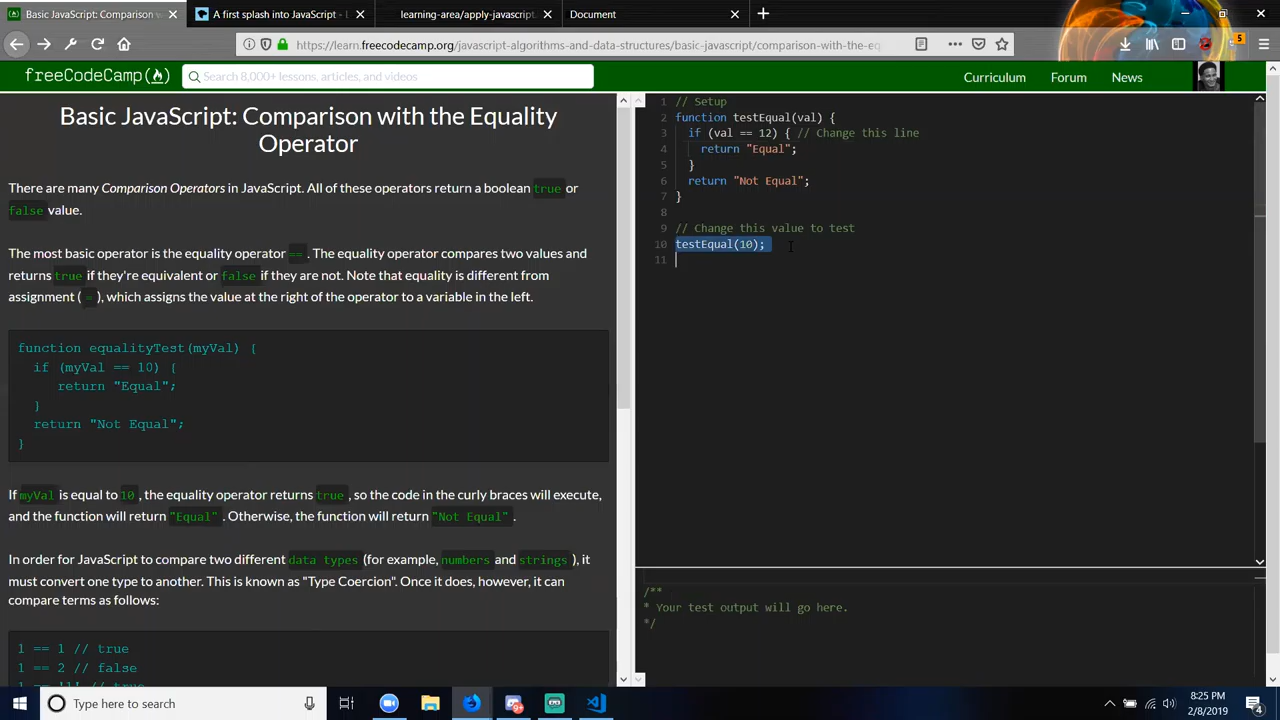 Basic JavaScript: Comparison w
A first splash into JavaScript - L
learning-area/apply-javascript.
Document
https://learn.freecodecamp.org/javascript-algorithms-and-data-structures/basic-javascript/comparison-with-the-eq
5
freeCodeCamp
Search 8,000+ lessons, articles, and videos
Curriculum Forum News
Basic JavaScript: Comparison with the Equality
Operator
There are many Comparison Operators in JavaScript. All of these operators return a boolean true or
false value.
The most basic operator is the equality operator == . The equality operator compares two values and
returns true if they're equivalent or false if they are not. Note that equality is different from
assignment ( = ), which assigns the value at the right of the operator to a variable in the left.
function equalityTest(myVal) {
if (myVal == 10) {
return "Equal";
}
return "Not Equal";
}
If myVal is equal to 10 , the equality operator returns true , so the code in the curly braces will execute,
and the function will return "Equal" . Otherwise, the function will return "Not Equal" .
In order for JavaScript to compare two different data types (for example, numbers and strings ), it
must convert one type to another. This is known as "Type Coercion". Once it does, however, it can
compare terms as follows:
1 == 1 // true
1 == 2 // false
1 == '1' // true
1 // Setup
2 function testEqual(val) {
3 if (val == 12) { // Change this line
4 return "Equal";
5 }
6 return "Not Equal";
7 }
8
9 // Change this value to test
10 testEqual(10);
11
/**
* Your test output will go here.
*/
Type here to search
8:25 PM
2/8/2019
4